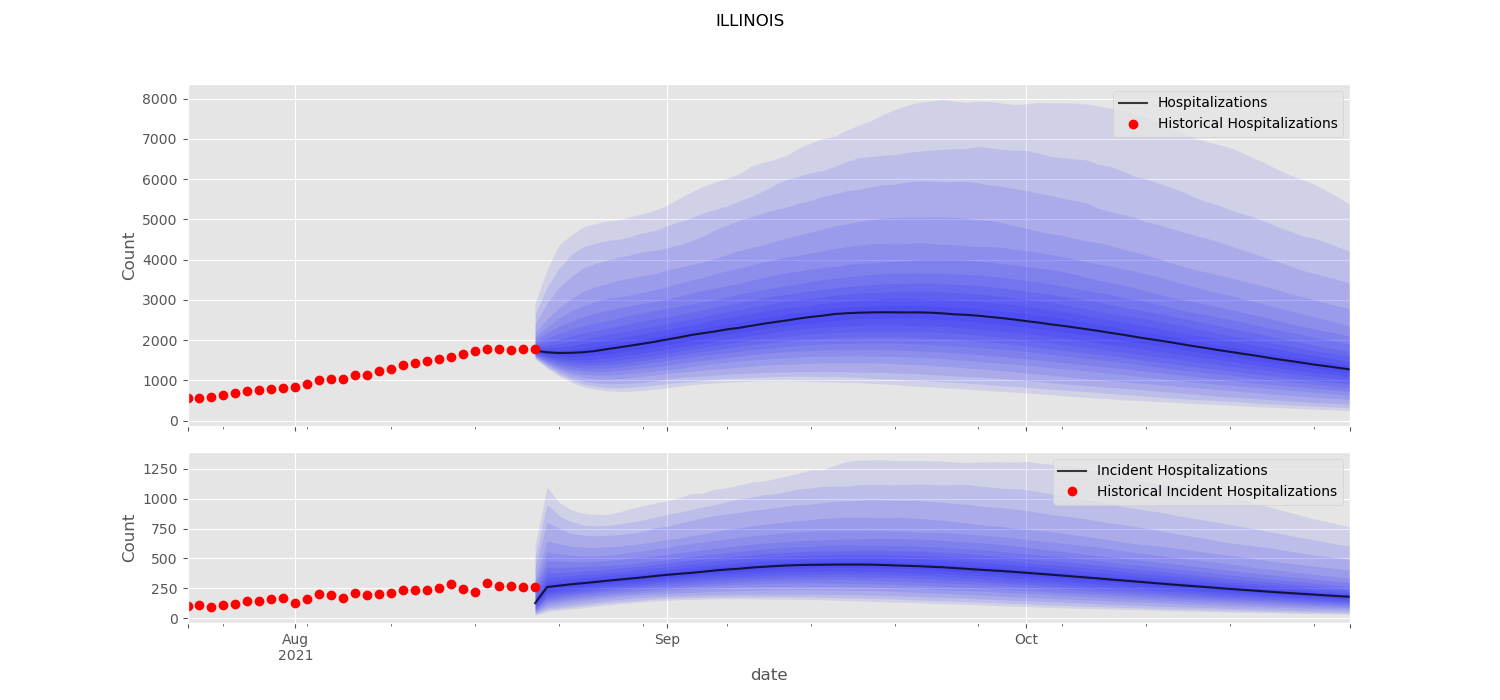 ILLINOIS
8000
7000
6000
5000
4000
3000
2000
1000
0
Count
Hospitalizations
Historical Hospitalizations
1250
1000
750
500
250
0
Count
Incident Hospitalizations
Historical Incident Hospitalizations
Aug
2021
Sep
Oct
date